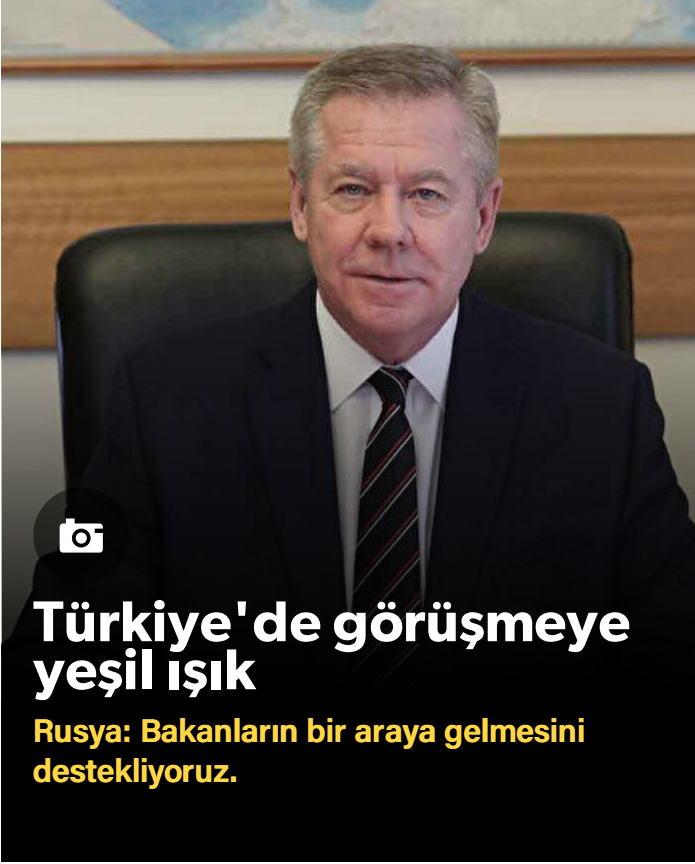 Türkiye'de görüşmeye
yeşil ışık
Rusya: Bakanların bir araya gelmesini
destekliyoruz.